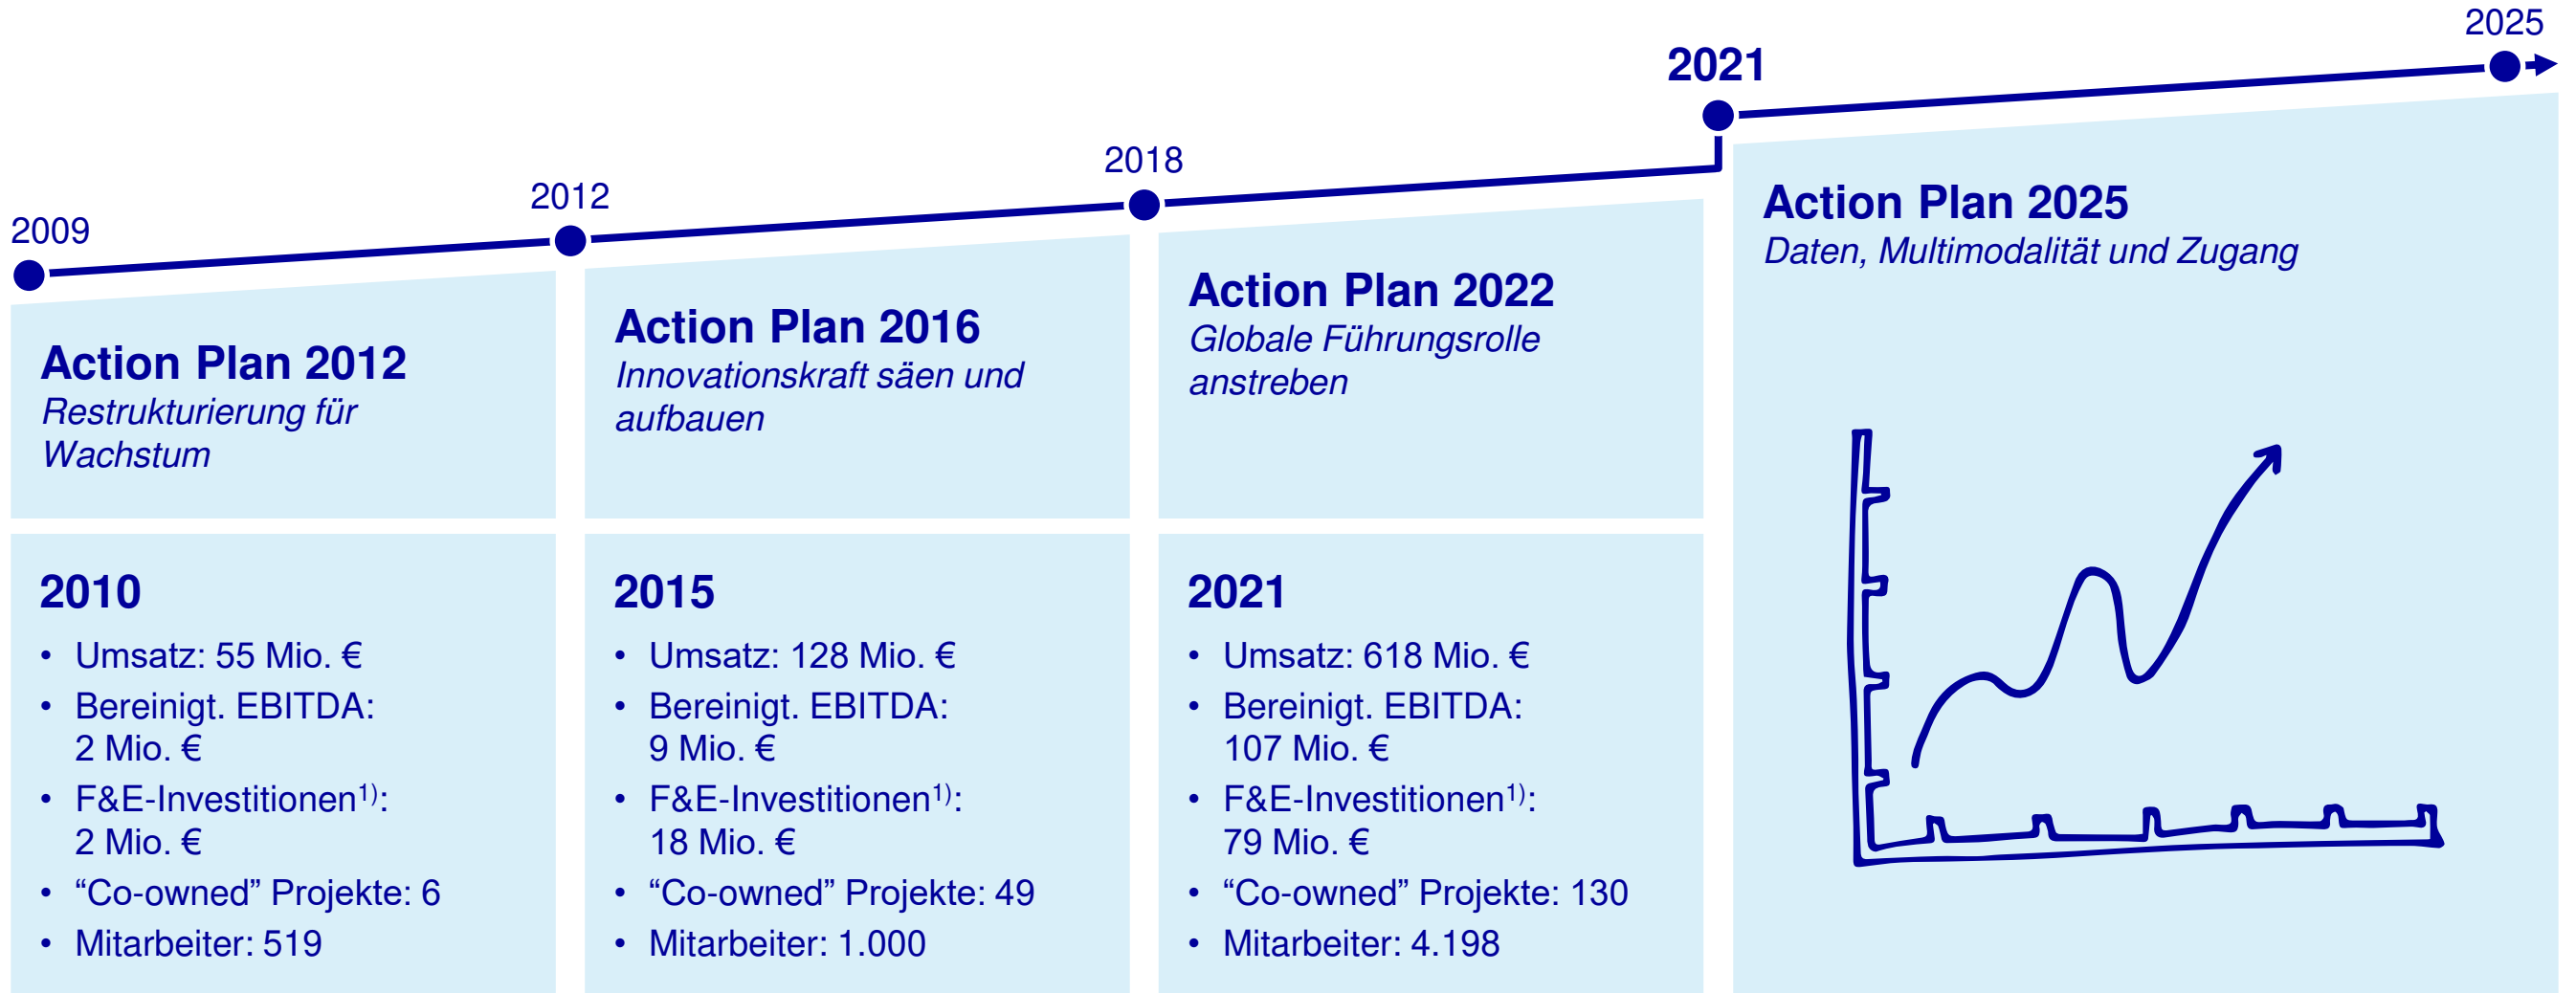 2009
2012
2018
2021
2025
Action Plan 2012
Restrukturierung für
Wachstum
2010
• Umsatz: 55 Mio. €
• Bereinigt. EBITDA:
2 Mio. €
• F&E-Investitionen1):
2 Mio. €
• “Co-owned” Projekte: 6
• Mitarbeiter: 519
Action Plan 2016
Innovationskraft säen und
aufbauen
2015
• Umsatz: 128 Mio. €
• Bereinigt. EBITDA:
9 Mio. €
• F&E-Investitionen1):
18 Mio. €
• “Co-owned” Projekte: 49
• Mitarbeiter: 1.000
Action Plan 2022
Globale Führungsrolle
anstreben
2021
• Umsatz: 618 Mio. €
• Bereinigt. EBITDA:
107 Mio. €
• F&E-Investitionen1):
79 Mio. €
• “Co-owned” Projekte: 130
• Mitarbeiter: 4.198
Action Plan 2025
Daten, Multimodalität und Zugang